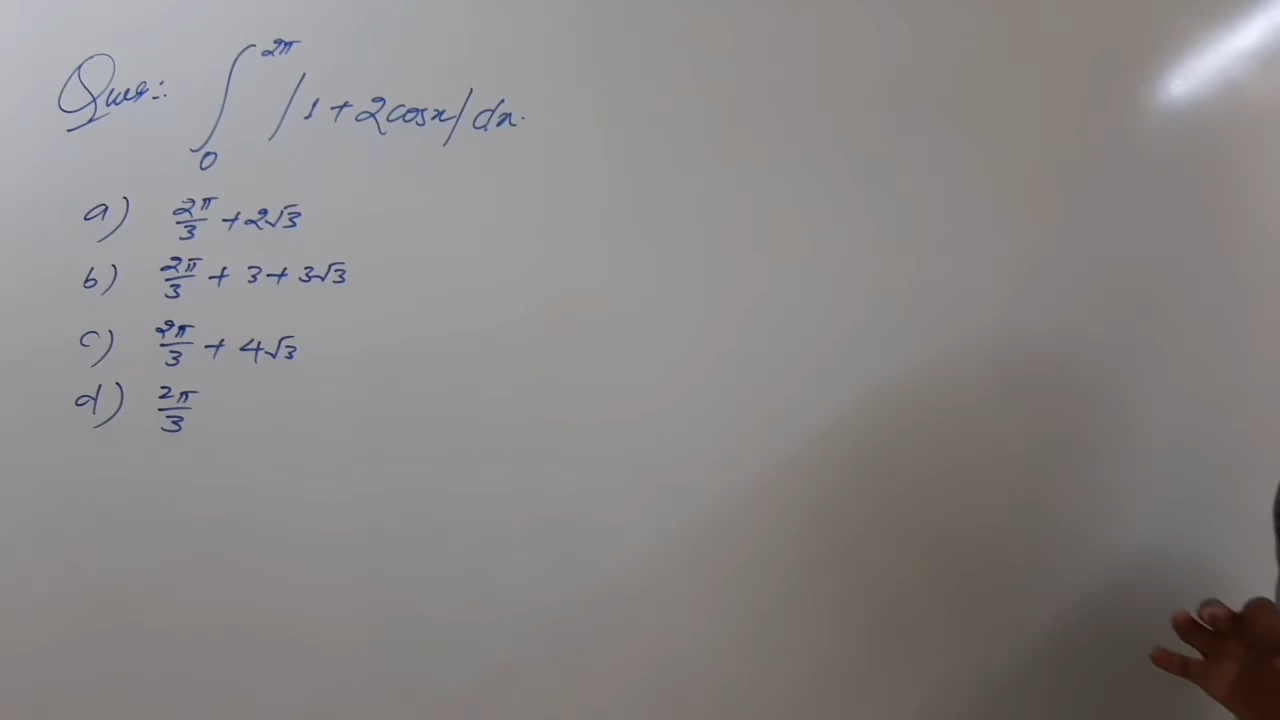 Ques:. ∫₀^2π |1+2cosx| dx.
a) 2π/3 + 2√3
b) 2π/3 + 3 + 3√3
c) 2π/3 + 4√3
d) 2π/3